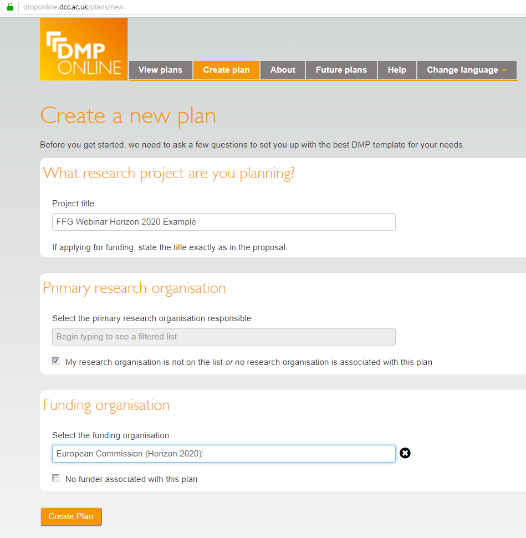 dmponline.dcc.ac.uk/plans/new
DMP
ONLINE
View plans Create plan About Future plans Help Change language
Create a new plan
Before you get started, we need to ask a few questions to set you up with the best DMP template for your needs.
What research project are you planning?
Project title
FFG Webinar Horizon 2020 Example
If applying for funding, state the title exactly as in the proposal.
Primary research organisation
Select the primary research organisation responsible
Begin typing to see a filtered list
My research organisation is not on the list or no research organisation is associated with this plan
Funding organisation
Select the funding organisation
European Commission (Horizon 2020)
No funder associated with this plan
Create Plan